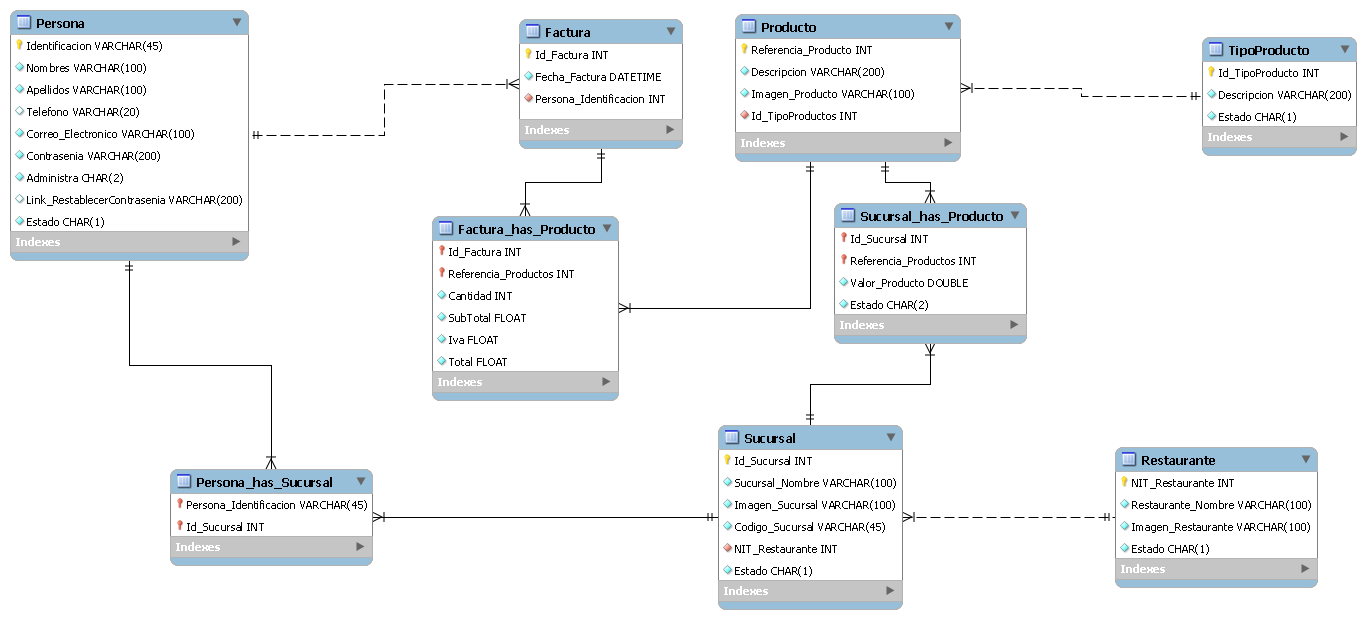 Persona
Identificacion VARCHAR(45)
Nombres VARCHAR(100)
Apellidos VARCHAR(100)
Telefono VARCHAR(20)
Correo_Electronico VARCHAR(100)
Contrasenia VARCHAR(200)
Administra CHAR(2)
Link_RestablecerContrasenia VARCHAR(200)
Estado CHAR(1)
Indexes
Factura
Id_Factura INT
Fecha_Factura DATETIME
Persona_Identificacion INT
Indexes
Producto
Referencia_Producto INT
Descripcion VARCHAR(200)
Imagen_Producto VARCHAR(100)
Id_TipoProductos INT
Indexes
TipoProducto
Id_TipoProducto INT
Descripcion VARCHAR(200)
Estado CHAR(1)
Indexes
Factura_has_Producto
Id_Factura INT
Referencia_Productos INT
Cantidad INT
SubTotal FLOAT
Iva FLOAT
Total FLOAT
Indexes
Sucursal_has_Producto
Id_Sucursal INT
Referencia_Productos INT
Valor_Producto DOUBLE
Estado CHAR(2)
Indexes
Persona_has_Sucursal
Persona_Identificacion VARCHAR(45)
Id_Sucursal INT
Indexes
Sucursal
Id_Sucursal INT
Sucursal_Nombre VARCHAR(100)
Imagen_Sucursal VARCHAR(100)
Codigo_Sucursal VARCHAR(45)
NIT_Restaurante INT
Estado CHAR(1)
Indexes
Restaurante
NIT_Restaurante INT
Restaurante_Nombre VARCHAR(100)
Imagen_Restaurante VARCHAR(100)
Estado CHAR(1)
Indexes